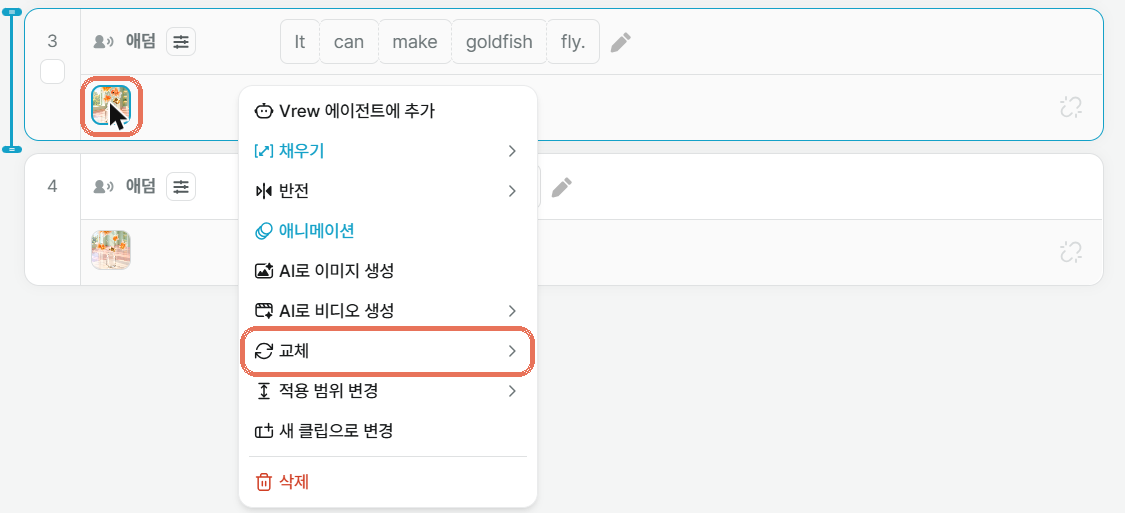 3 애덤 It can make goldfish fly.
Vrew 에이전트에 추가
채우기
4 애덤
반전
애니메이션
AI로 이미지 생성
AI로 비디오 생성
교체
적용 범위 변경
새 클립으로 변경
삭제